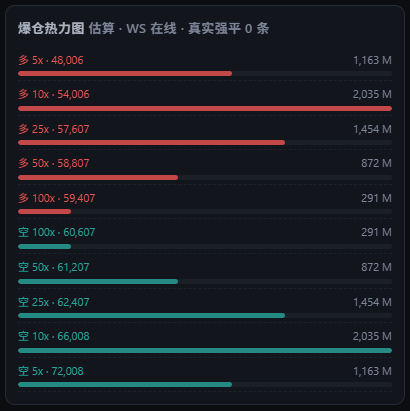 爆仓热力图 估算 · WS 在线 · 真实强平 0 条
多 5x · 48,006 1,163 M
多 10x · 54,006 2,035 M
多 25x · 57,607 1,454 M
多 50x · 58,807 872 M
多 100x · 59,407 291 M
空 100x · 60,607 291 M
空 50x · 61,207 872 M
空 25x · 62,407 1,454 M
空 10x · 66,008 2,035 M
空 5x · 72,008 1,163 M